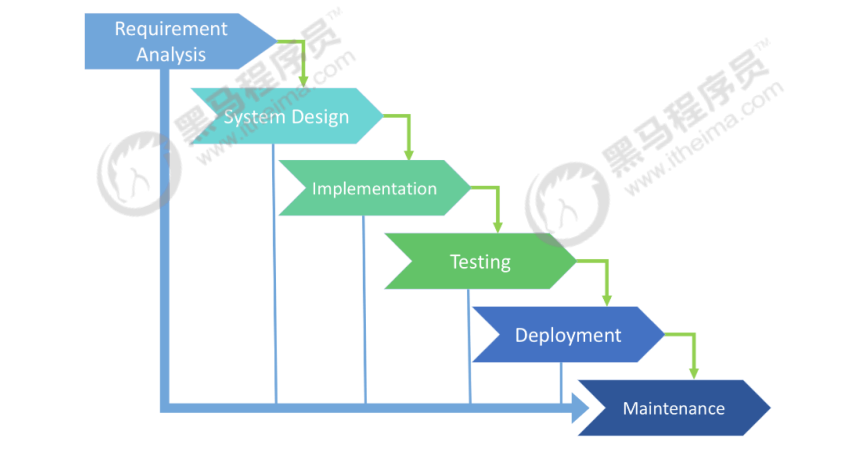 Requirement
Analysis
System Design
Implementation
Testing
Deployment
Maintenance
黑马程序员™
www.itheima.com
黑马程序员™
www.itheima.com